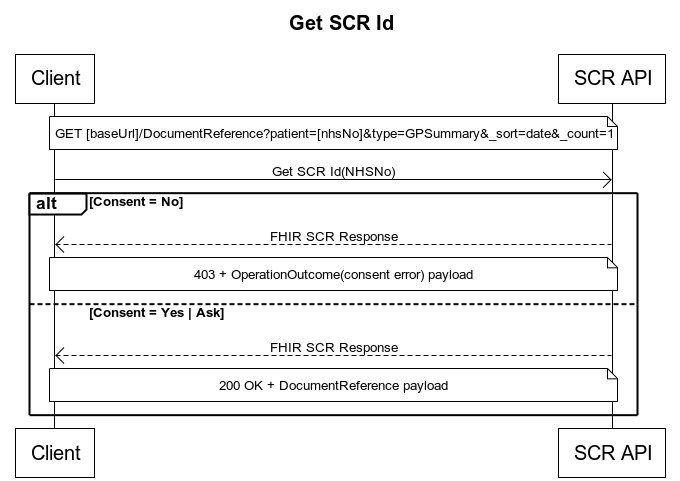 Get SCR Id
Client
SCR API
GET [baseUrl]/DocumentReference?patient=[nhsNo]&type=GPSummary&_sort=date&_count=1
Get SCR Id(NHSNo)
alt
[Consent = No]
FHIR SCR Response
403 + OperationOutcome(consent error) payload
[Consent = Yes | Ask]
FHIR SCR Response
200 OK + DocumentReference payload
Client
SCR API